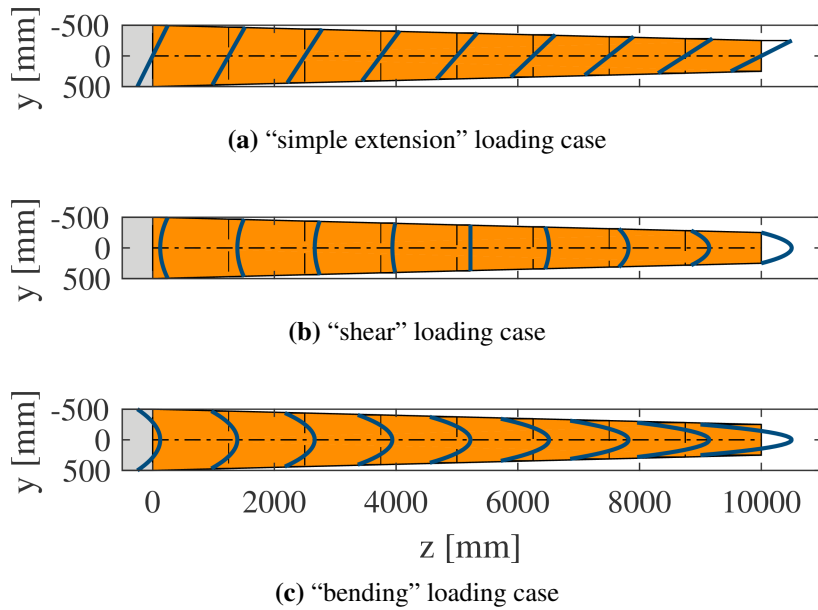 -500
0
500
y [mm]
(a) “simple extension” loading case
-500
0
500
y [mm]
(b) “shear” loading case
-500
0
500
y [mm]
0 2000 4000 6000 8000 10000
z [mm]
(c) “bending” loading case